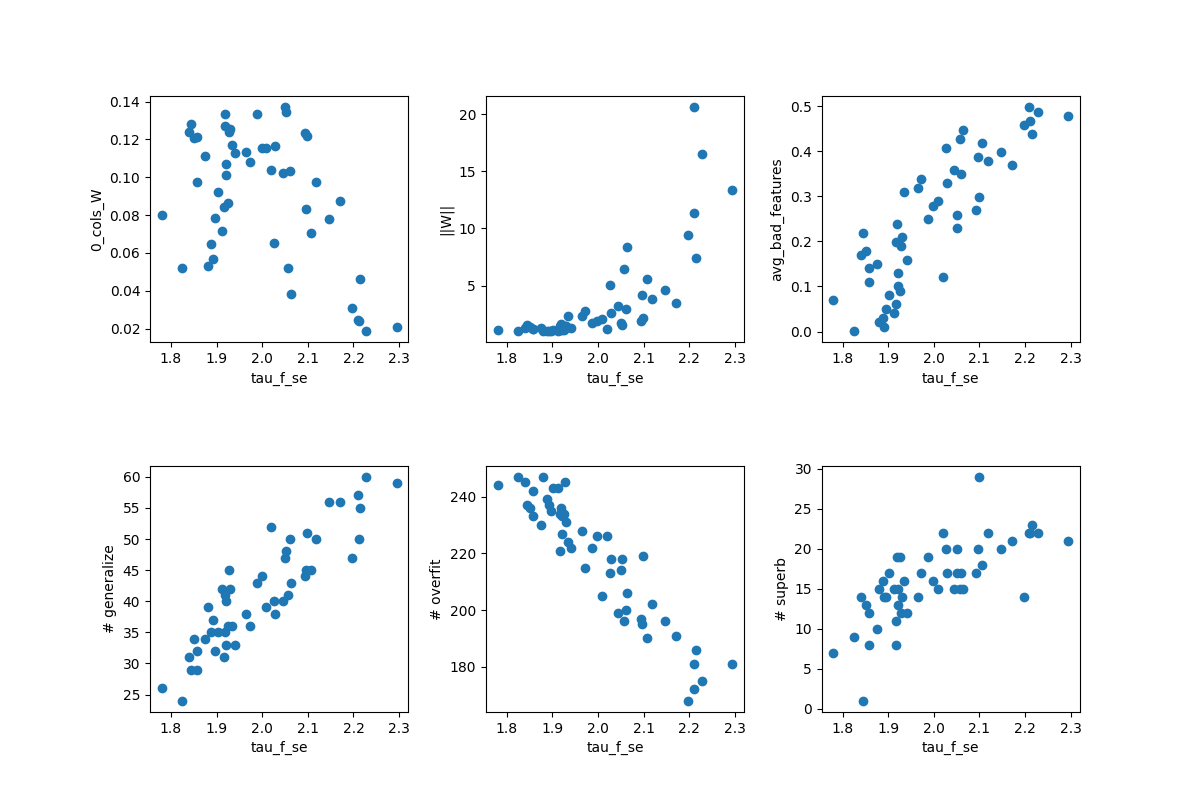 0.14
0.12
0.10
0.08
0.06
0.04
0.02
0_cols_W
1.8 1.9 2.0 2.1 2.2 2.3
tau_f_se
20
15
10
5
||W||
1.8 1.9 2.0 2.1 2.2 2.3
tau_f_se
0.5
0.4
0.3
0.2
0.1
0.0
avg_bad_features
1.8 1.9 2.0 2.1 2.2 2.3
tau_f_se
60
55
50
45
40
35
30
25
# generalize
1.8 1.9 2.0 2.1 2.2 2.3
tau_f_se
240
220
200
180
# overfit
1.8 1.9 2.0 2.1 2.2 2.3
tau_f_se
30
25
20
15
10
5
0
# superb
1.8 1.9 2.0 2.1 2.2 2.3
tau_f_se